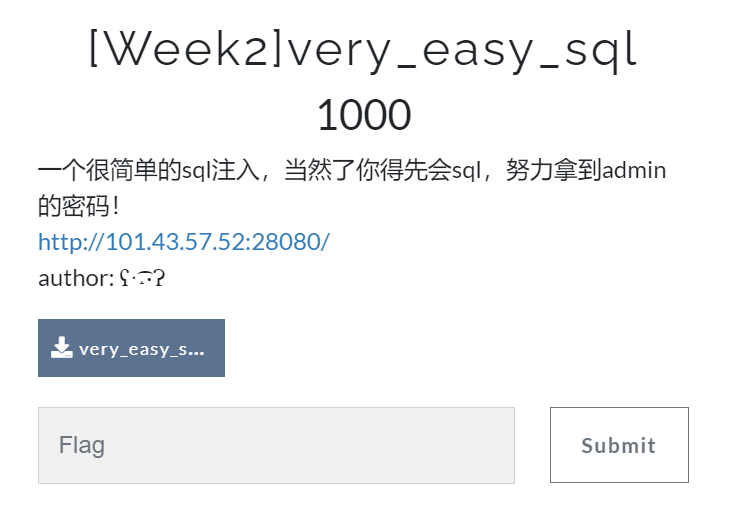 [Week2]very_easy_sql
1000
一个很简单的sql注入，当然了你得先会sql，努力拿到admin
的密码！
http://101.43.57.52:28080/
author: ʕ·͡·ʔ
very_easy_s...
Flag
Submit